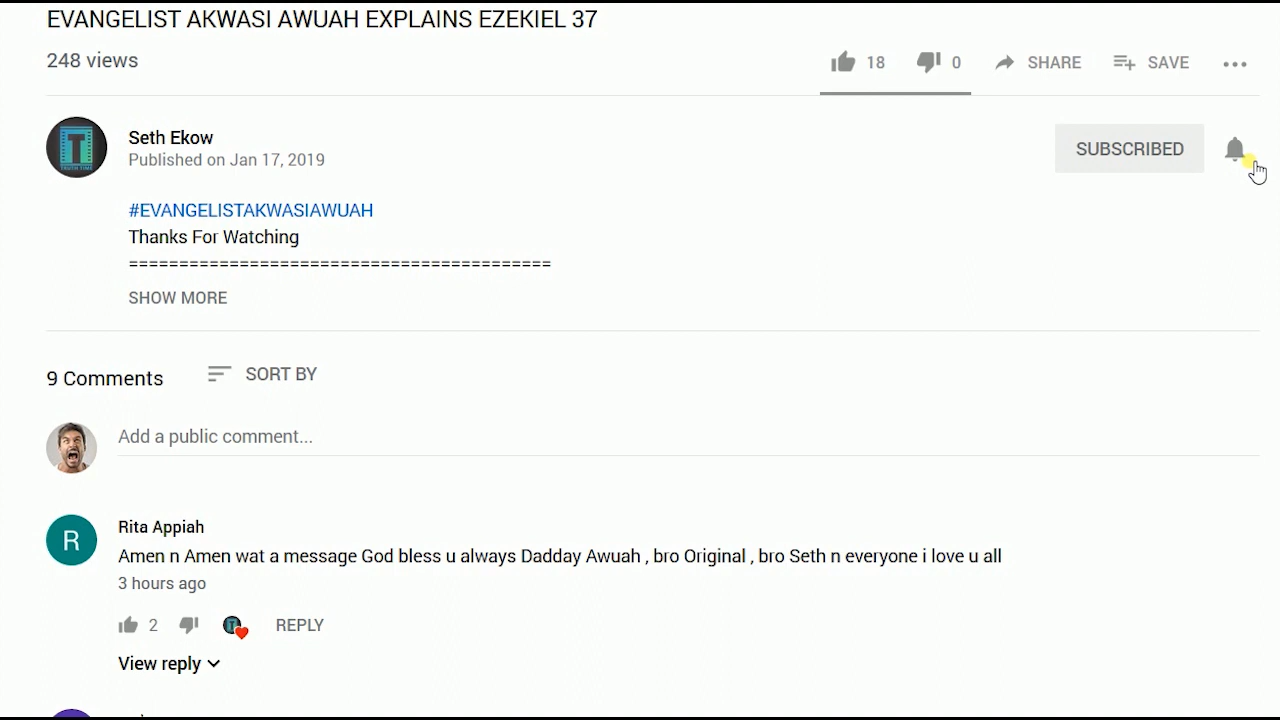 EVANGELIST AKWASI AWUAH EXPLAINS EZEKIEL 37
248 views
18 0 SHARE SAVE
Seth Ekow
Published on Jan 17, 2019
SUBSCRIBED
#EVANGELISTAKWASIAWUAH
Thanks For Watching
==========================================
SHOW MORE
9 Comments SORT BY
Add a public comment...
R
Rita Appiah
Amen n Amen wat a message God bless u always Dadday Awuah , bro Original , bro Seth n everyone i love u all
3 hours ago
2 REPLY
View reply